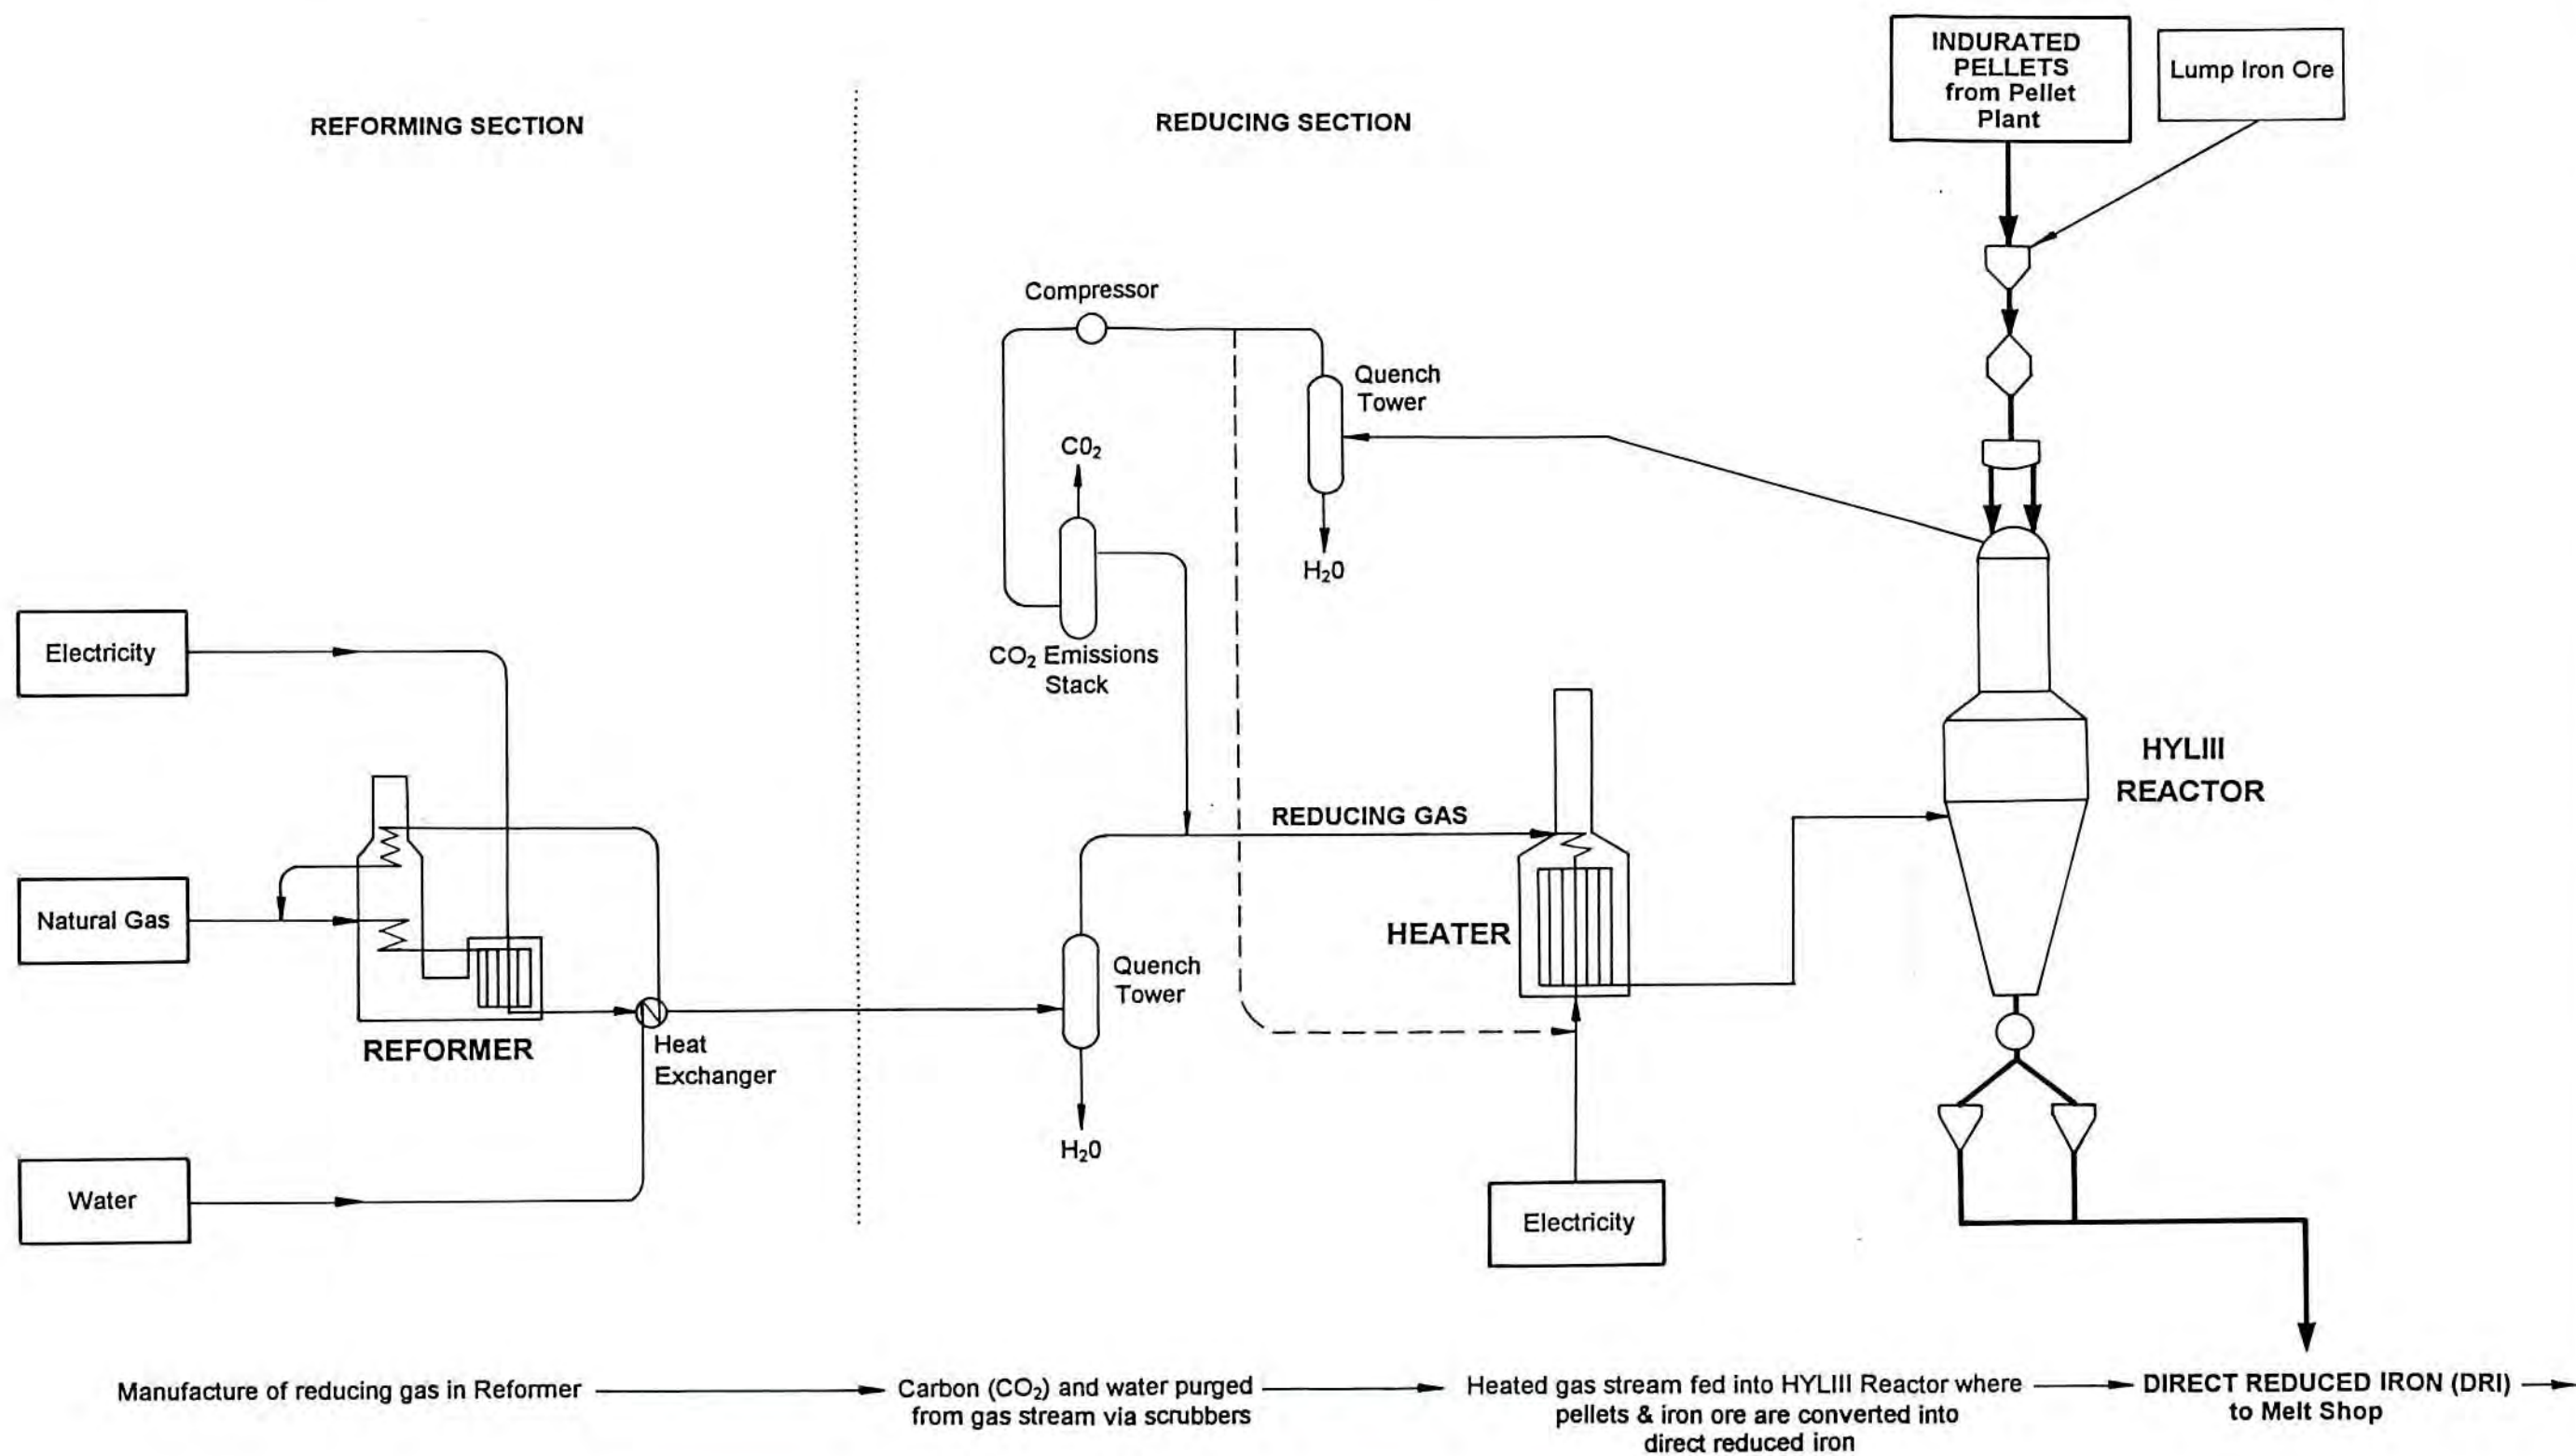 INDURATED
PELLETS
from Pellet
Plant
Lump Iron Ore
REFORMING SECTION
REDUCING SECTION
Compressor
Quench
Tower
C0₂
H₂0
CO₂ Emissions
Stack
Electricity
HYLIII
REACTOR
REDUCING GAS
Natural Gas
HEATER
Quench
Tower
REFORMER
Heat
Exchanger
H₂0
Water
Electricity
Manufacture of reducing gas in Reformer
Carbon (CO₂) and water purged
from gas stream via scrubbers
Heated gas stream fed into HYLIII Reactor where
pellets & iron ore are converted into
direct reduced iron
DIRECT REDUCED IRON (DRI)
to Melt Shop